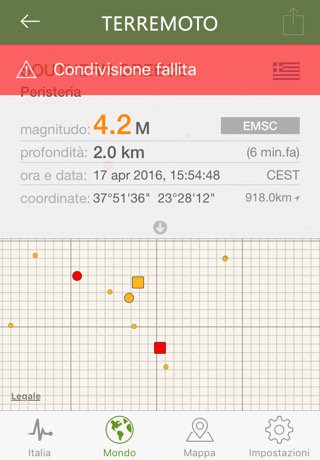 TERREMOTO
Condivisione fallita
Peristeria
magnitudo: 4.2 M EMSC
profondità: 2.0 km (6 min.fa)
ora e data: 17 apr 2016, 15:54:48 CEST
coordinate: 37°51'36" 23°28'12" 918.0km
Legale
Italia Mondo Mappa Impostazioni